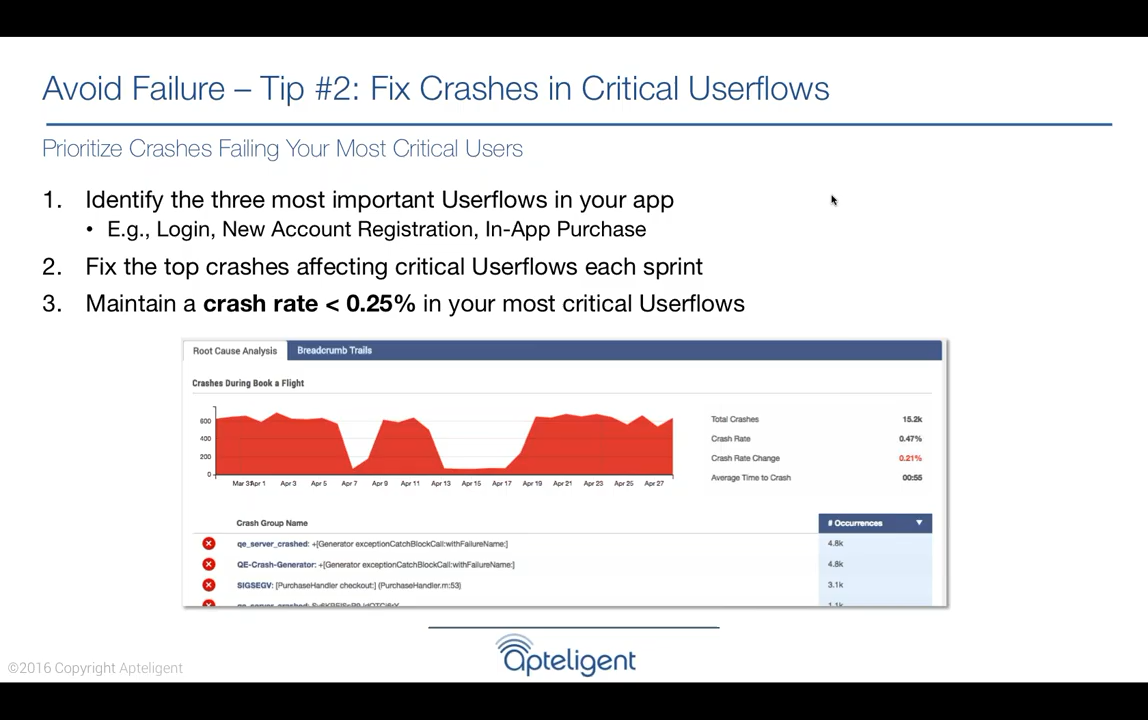 Avoid Failure – Tip #2: Fix Crashes in Critical Userflows
Prioritize Crashes Failing Your Most Critical Users
1. Identify the three most important Userflows in your app
• E.g., Login, New Account Registration, In-App Purchase
2. Fix the top crashes affecting critical Userflows each sprint
3. Maintain a crash rate < 0.25% in your most critical Userflows
Root Cause Analysis Breadcrumb Trails
Crashes During Book a Flight
600
400
200
0
Mar 31 Apr 1 Apr 3 Apr 5 Apr 7 Apr 9 Apr 11 Apr 13 Apr 15 Apr 17 Apr 19 Apr 21 Apr 23 Apr 25 Apr 27
Total Crashes 15.2k
Crash Rate 0.47%
Crash Rate Change 0.21%
Average Time to Crash 00:55
Crash Group Name # Occurrences
qe_server_crashed: +[Generator exceptionCatchBlockCall:withFailureName:] 4.8k
QE-Crash-Generator: +[Generator exceptionCatchBlockCall:withFailureName:] 4.8k
SIGSEGV: [PurchaseHandler checkout:] (PurchaseHandler.m:53) 3.1k
apteligent
©2016 Copyright Apteligent